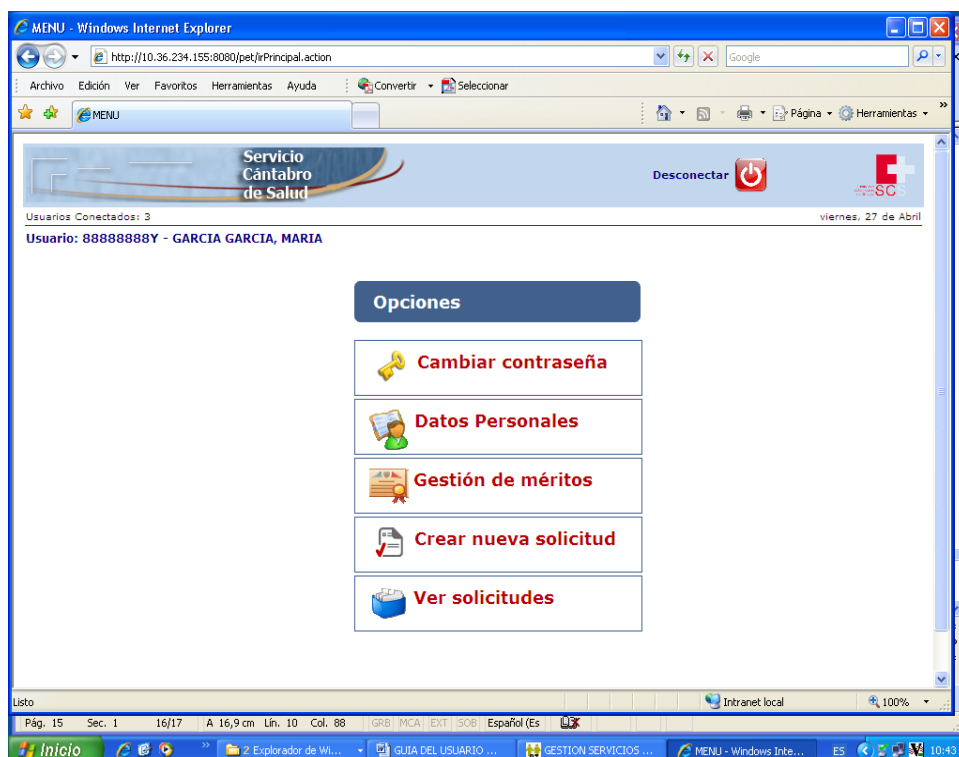 MENU - Windows Internet Explorer
http://10.36.234.155:8080/pet/irPrincipal.action
Google
Archivo Edición Ver Favoritos Herramientas Ayuda Convertir Seleccionar
MENU Página Herramientas »
Servicio
Cántabro
de Salud
Desconectar
SCS
Usuarios Conectados: 3 viernes, 27 de Abril
Usuario: 88888888Y - GARCIA GARCIA, MARIA
Opciones
Cambiar contraseña
Datos Personales
Gestión de méritos
Crear nueva solicitud
Ver solicitudes
Listo Intranet local 100%
Pág. 15 Sec. 1 16/17 A 16,9 cm Lín. 10 Col. 88 GRB MCA EXT SOB Español (Es
Inicio » 2 Explorador de Wi... GUIA DEL USUARIO ... GESTION SERVICIOS ... MENU - Windows Inte... ES 10:43